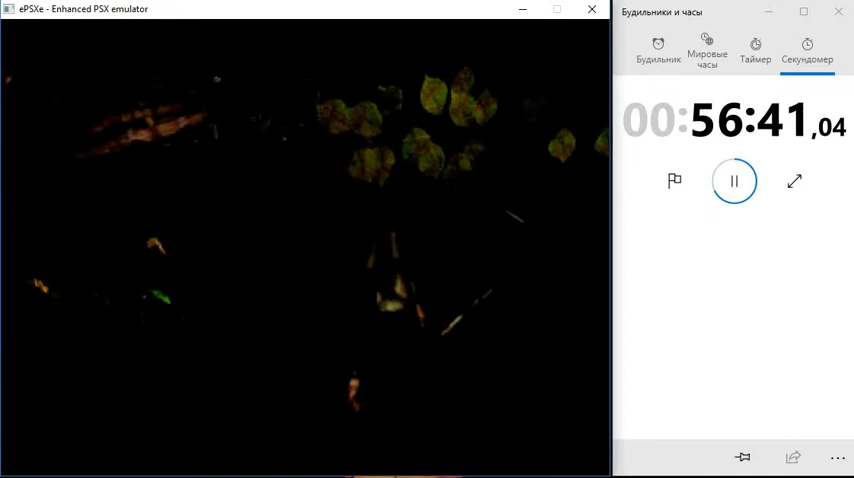 ePSXe - Enhanced PSX emulator
Будильники и часы
Будильник
Мировые
часы
Таймер
Секундомер
00:56:41,04